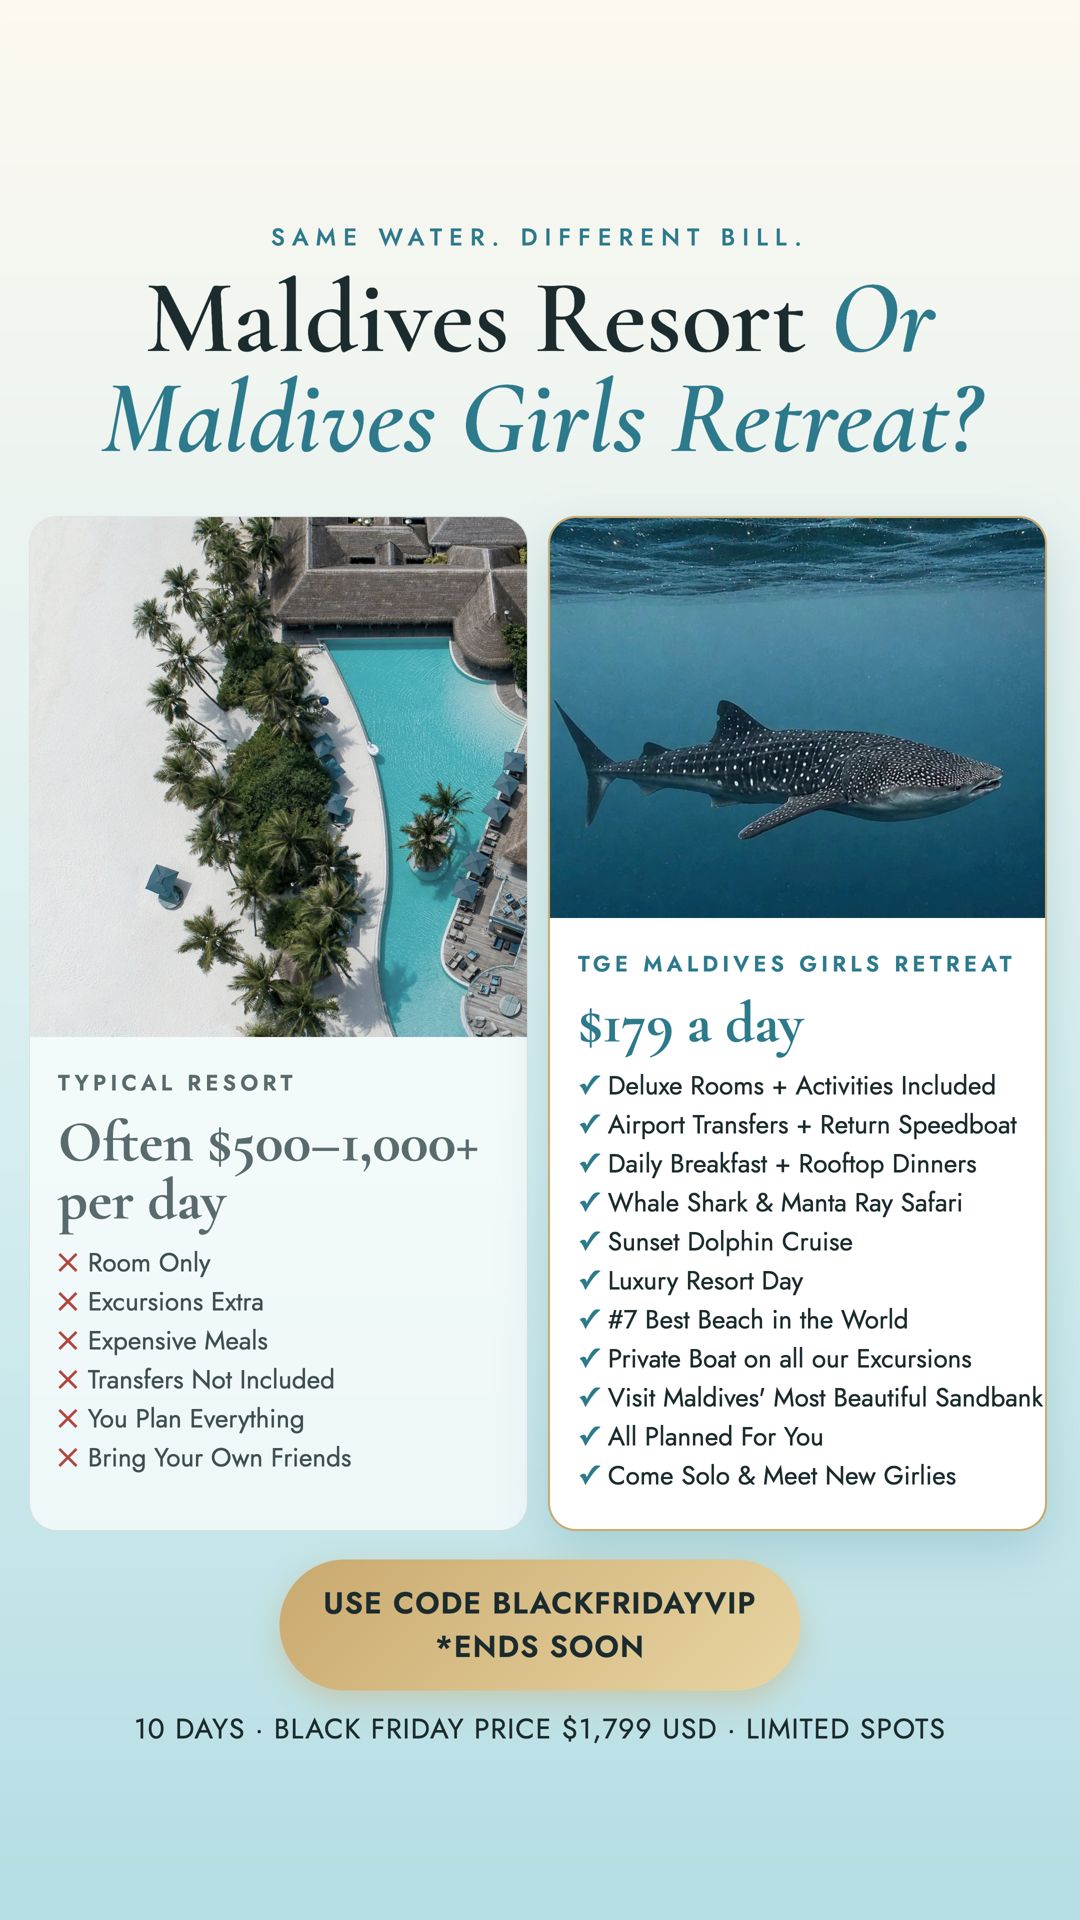 SAME WATER. DIFFERENT BILL.
Maldives Resort Or
Maldives Girls Retreat?
TYPICAL RESORT
Often $500–1,000+
per day
✕ Room Only
✕ Excursions Extra
✕ Expensive Meals
✕ Transfers Not Included
✕ You Plan Everything
✕ Bring Your Own Friends
TGE MALDIVES GIRLS RETREAT
$179 a day
✓ Deluxe Rooms + Activities Included
✓ Airport Transfers + Return Speedboat
✓ Daily Breakfast + Rooftop Dinners
✓ Whale Shark & Manta Ray Safari
✓ Sunset Dolphin Cruise
✓ Luxury Resort Day
✓ #7 Best Beach in the World
✓ Private Boat on all our Excursions
✓ Visit Maldives' Most Beautiful Sandbank
✓ All Planned For You
✓ Come Solo & Meet New Girlies
USE CODE BLACKFRIDAYVIP
*ENDS SOON
10 DAYS · BLACK FRIDAY PRICE $1,799 USD · LIMITED SPOTS